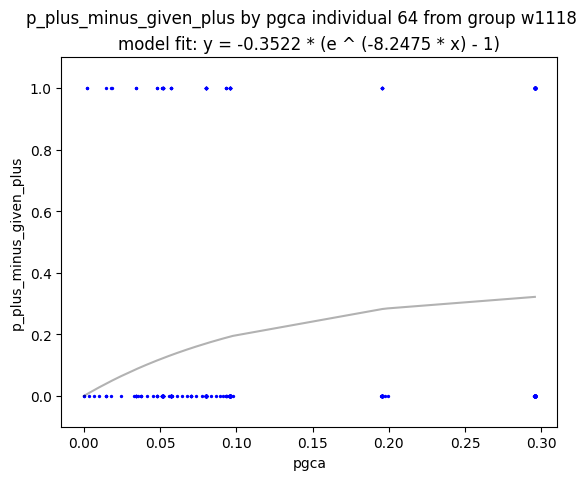 p_plus_minus_given_plus by pgca individual 64 from group w1118
model fit: y = -0.3522 * (e ^ (-8.2475 * x) - 1)
p_plus_minus_given_plus
1.0
0.8
0.6
0.4
0.2
0.0
0.00 0.05 0.10 0.15 0.20 0.25 0.30
pgca